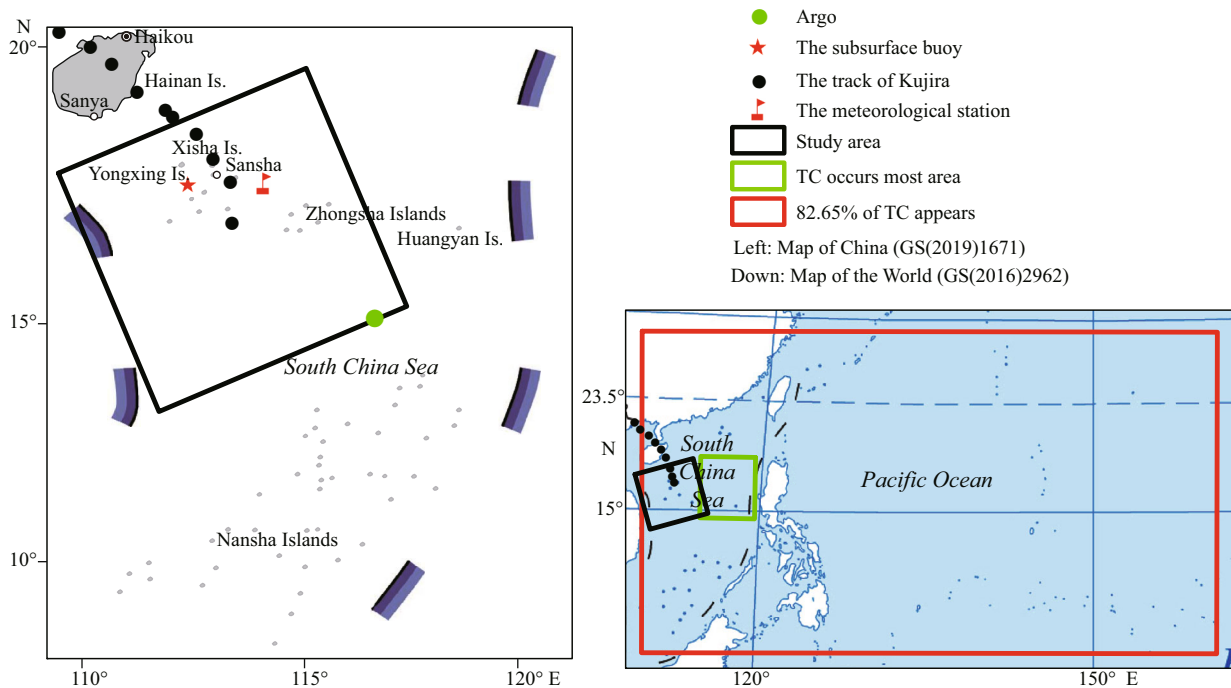 N
20°
Haikou
Hainan Is.
Sanya
Xisha Is.
Sansha
Yongxing Is.
Zhongsha Islands
Huangyan Is.
15°
South China Sea
Nansha Islands
10°
110°
115°
120° E
Argo
The subsurface buoy
The track of Kujira
The meteorological station
Study area
TC occurs most area
82.65% of TC appears
Left: Map of China (GS(2019)1671)
Down: Map of the World (GS(2016)2962)
23.5°
N
South
China
Sea
Pacific Ocean
15°
120°
150° E